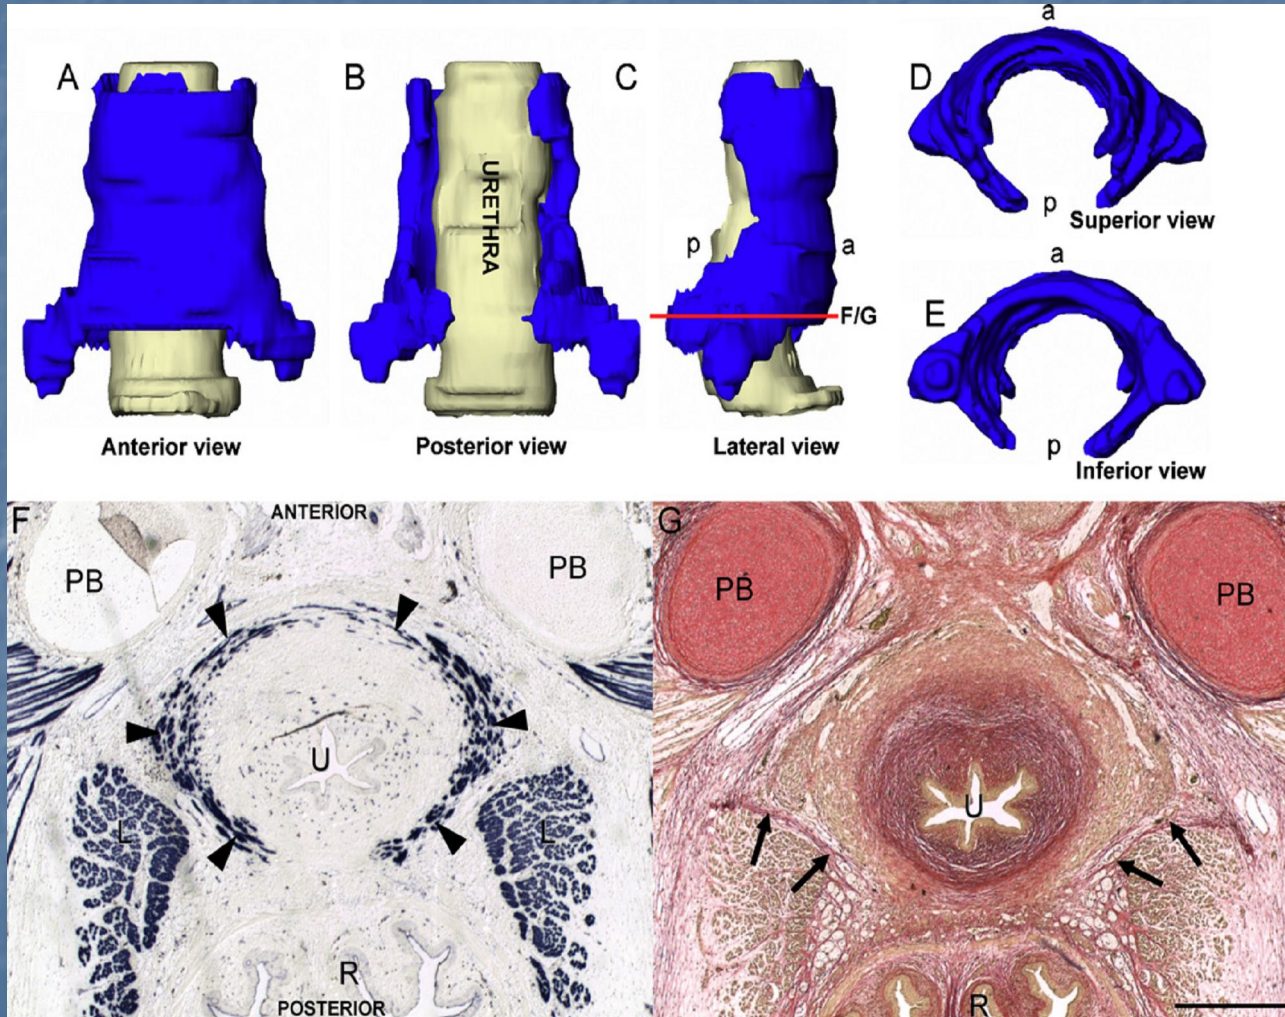 A
B
C
D
a
p
Superior view
URETHRA
p
a
F/G
E
a
p
Inferior view
Anterior view
Posterior view
Lateral view
F
ANTERIOR
PB
PB
U
L
L
R
POSTERIOR
G
PB
PB
U
R